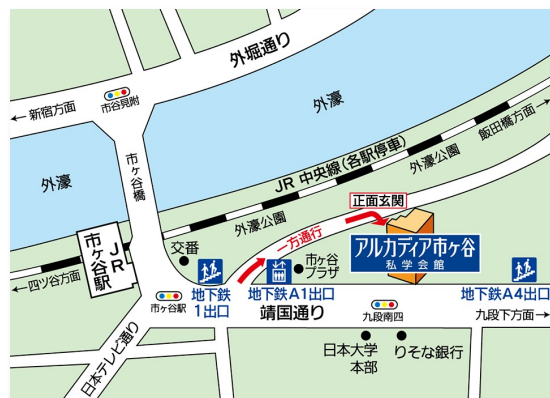 外堀通り
← 新宿方面
市谷見附
外濠
飯田橋方面 →
市ヶ谷橋
JR 中央線（各駅停車）
外濠公園
外濠
正面玄関
外濠公園
JR
市ヶ谷駅
交番
一方通行
市ヶ谷
プラザ
アルカディア市ヶ谷
私学会館
← 四ツ谷方面
地下鉄
1出口
地下鉄A1出口
地下鉄A4出口
市ヶ谷駅
靖国通り
九段南四
九段下方面→
日本テレビ通り
日本大学
本部
りそな銀行